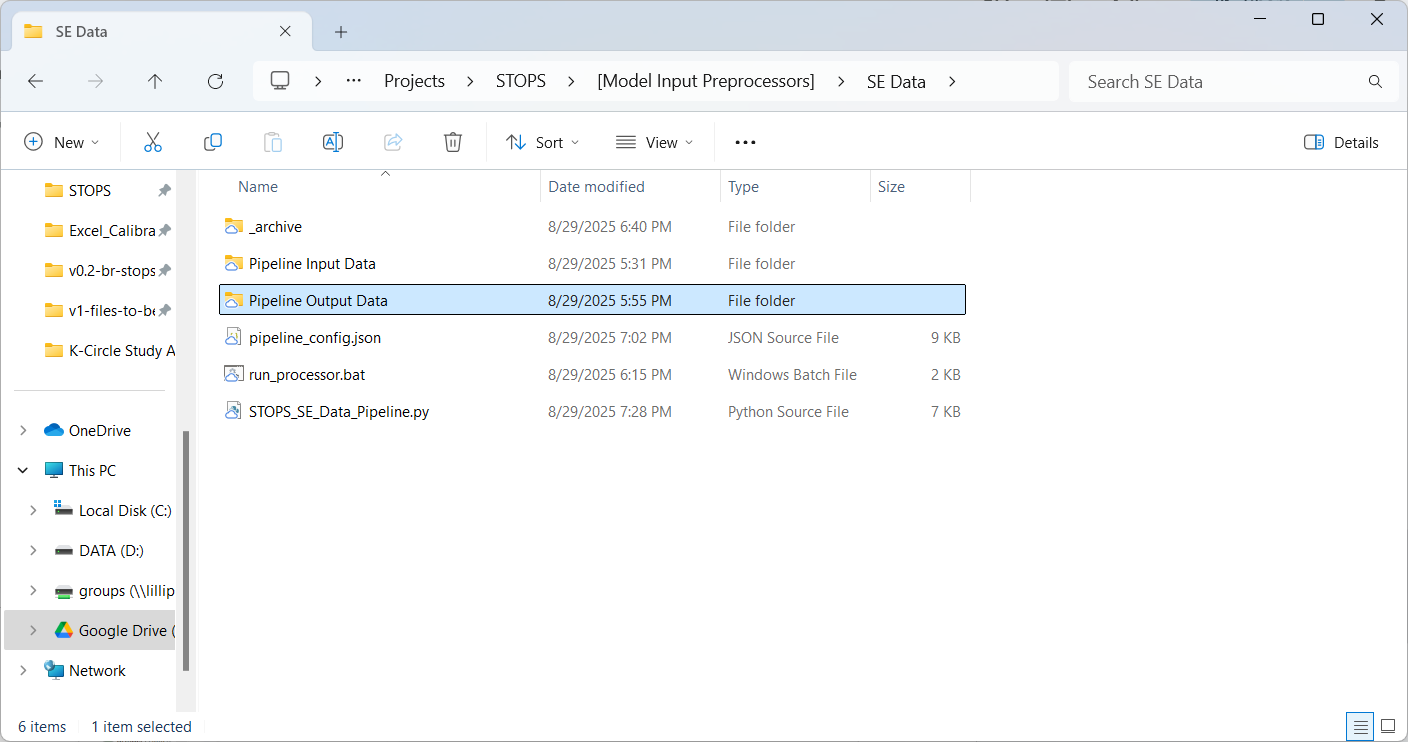 SE Data
Projects STOPS [Model Input Preprocessors] SE Data
Search SE Data
New Sort View ••• Details
Name Date modified Type Size
_archive 8/29/2025 6:40 PM File folder
Pipeline Input Data 8/29/2025 5:31 PM File folder
Pipeline Output Data 8/29/2025 5:55 PM File folder
pipeline_config.json 8/29/2025 7:02 PM JSON Source File 9 KB
run_processor.bat 8/29/2025 6:15 PM Windows Batch File 2 KB
STOPS_SE_Data_Pipeline.py 8/29/2025 7:28 PM Python Source File 7 KB
STOPS
Excel_Calibra
v0.2-br-stops
v1-files-to-be
K-Circle Study A
OneDrive
This PC
Local Disk (C:)
DATA (D:)
groups (\\lillip
Google Drive (
Network
6 items 1 item selected